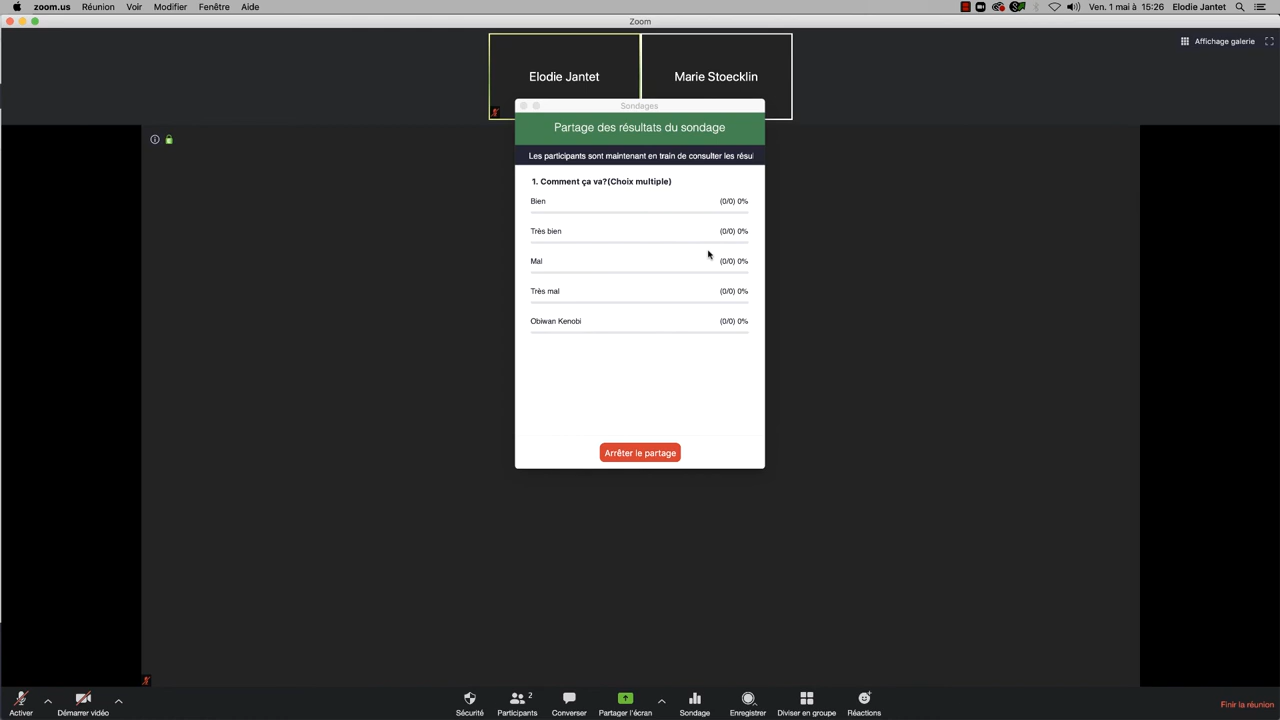 zoom.us Réunion Voir Modifier Fenêtre Aide Ven. 1 mai à 15:26 Elodie Jantet
Zoom
Affichage galerie
Elodie Jantet Marie Stoecklin
Sondages
Partage des résultats du sondage
Les participants sont maintenant en train de consulter les résul
1. Comment ça va?(Choix multiple)
Bien (0/0) 0%
Très bien (0/0) 0%
Mal (0/0) 0%
Très mal (0/0) 0%
Obiwan Kenobi (0/0) 0%
Arrêter le partage
2
Activer Démarrer vidéo Sécurité Participants Converser Partager l'écran Sondage Enregistrer Diviser en groupe Réactions Finir la réunion